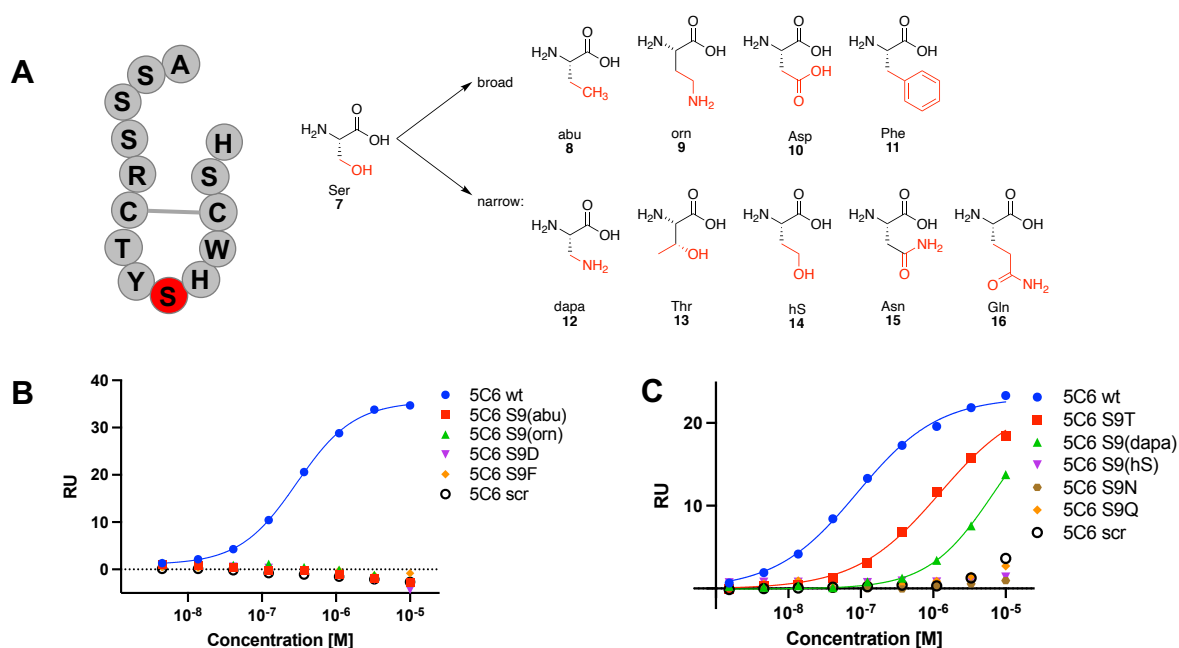 A
A
S
S
S
R
C
T
Y
S
H
W
C
S
H
H₂N
O
OH
OH
Ser
7
broad
narrow:
H₂N
O
OH
CH₃
abu
8
H₂N
O
OH
NH₂
orn
9
H₂N
O
OH
OH
O
Asp
10
H₂N
O
OH
Phe
11
H₂N
O
OH
NH₂
dapa
12
H₂N
O
OH
OH
Thr
13
H₂N
O
OH
OH
hS
14
H₂N
O
OH
NH₂
O
Asn
15
H₂N
O
OH
O
NH₂
Gln
16
B
RU
40
30
20
10
0
10⁻⁸ 10⁻⁷ 10⁻⁶ 10⁻⁵
Concentration [M]
5C6 wt
5C6 S9(abu)
5C6 S9(orn)
5C6 S9D
5C6 S9F
5C6 scr
C
RU
20
10
10⁻⁸ 10⁻⁷ 10⁻⁶ 10⁻⁵
Concentration [M]
5C6 wt
5C6 S9T
5C6 S9(dapa)
5C6 S9(hS)
5C6 S9N
5C6 S9Q
5C6 scr